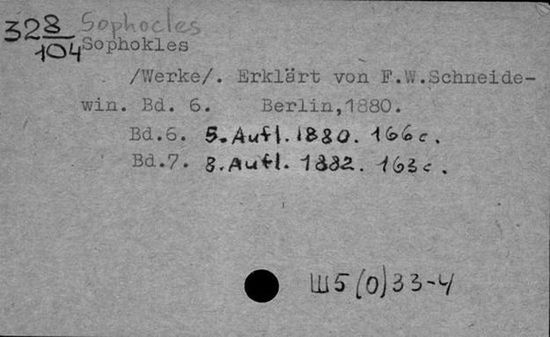 328 Sophocles
104 Sophokles
/Werke/. Erklärt von F.W.Schneide-
win. Bd. 6. Berlin,1880.
Bd.6. 5. Aufl. 1880. 166 c.
Bd.7. 8. Aufl. 1882. 163 c.
Ш5(0)33-4